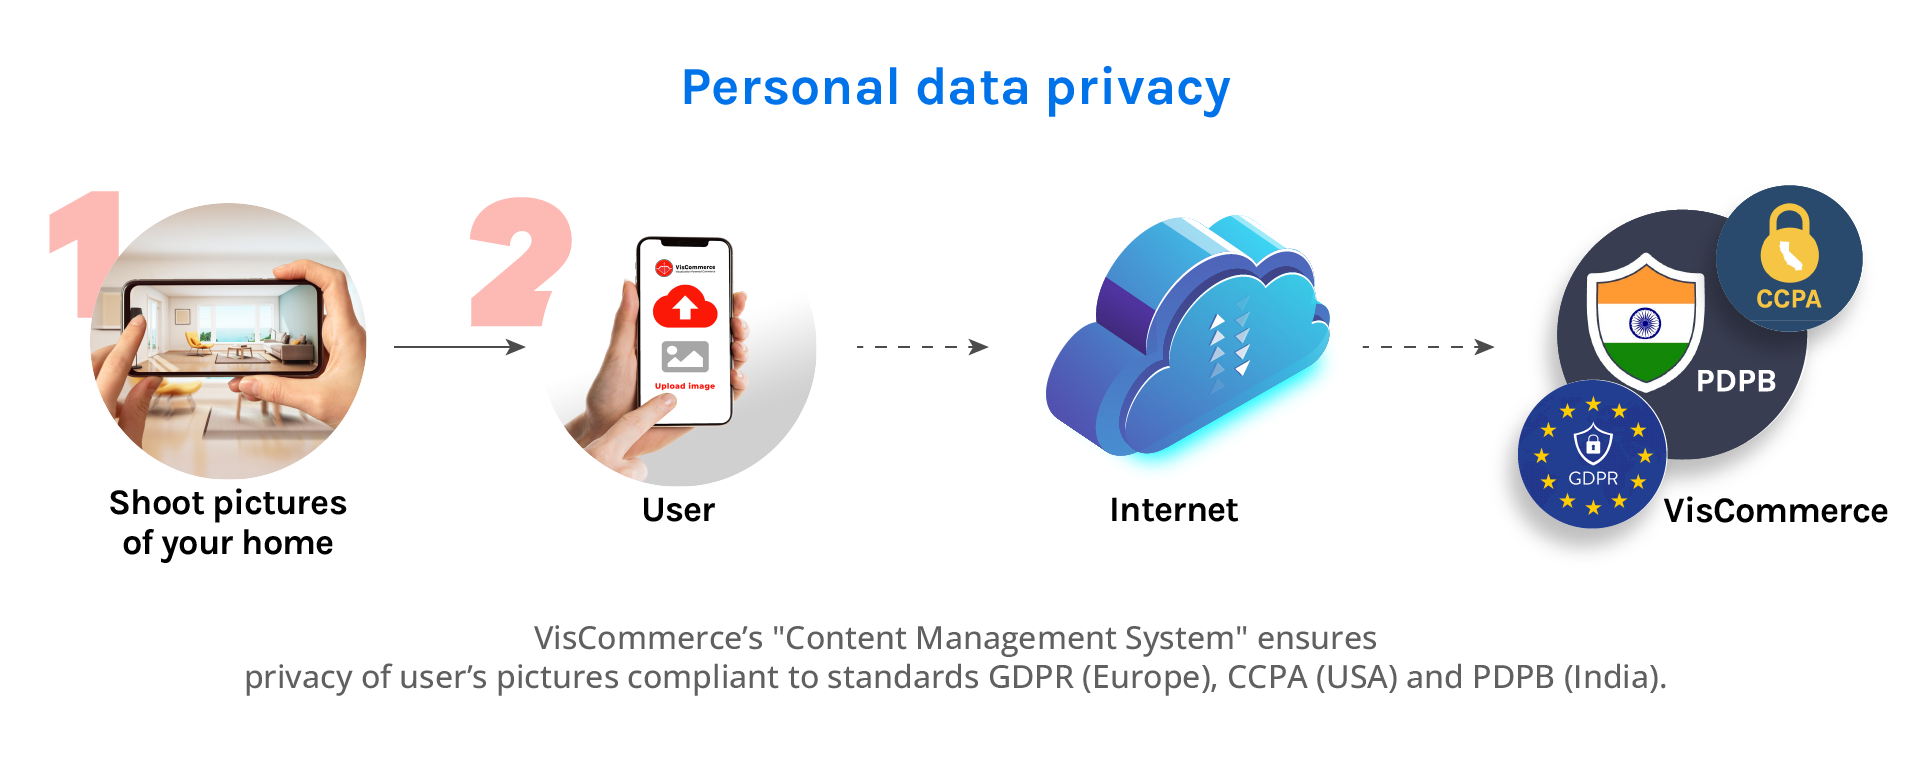 Personal data privacy
1
2
VisCommerce
Upload image
CCPA
PDPB
GDPR
Shoot pictures
of your home
User
Internet
VisCommerce
VisCommerce’s "Content Management System" ensures
privacy of user’s pictures compliant to standards GDPR (Europe), CCPA (USA) and PDPB (India).